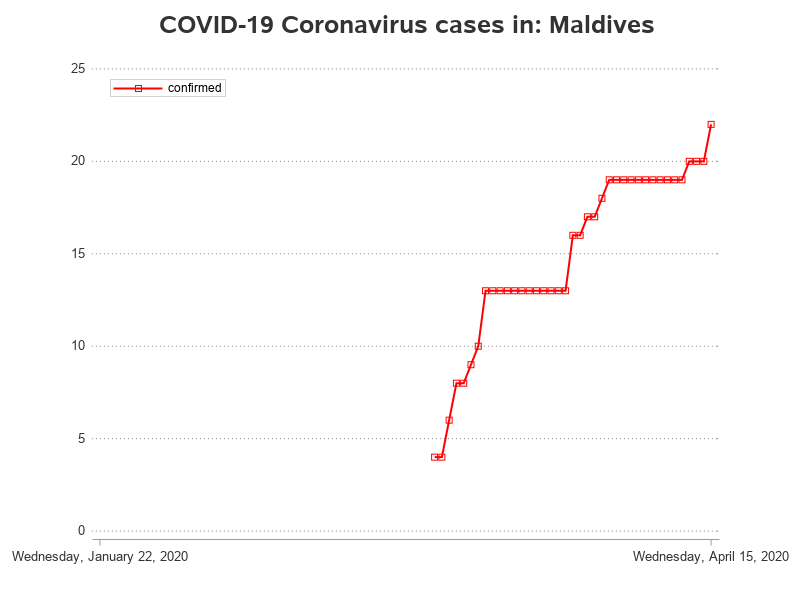 COVID-19 Coronavirus cases in: Maldives
25
confirmed
20
15
10
5
0
Wednesday, January 22, 2020
Wednesday, April 15, 2020